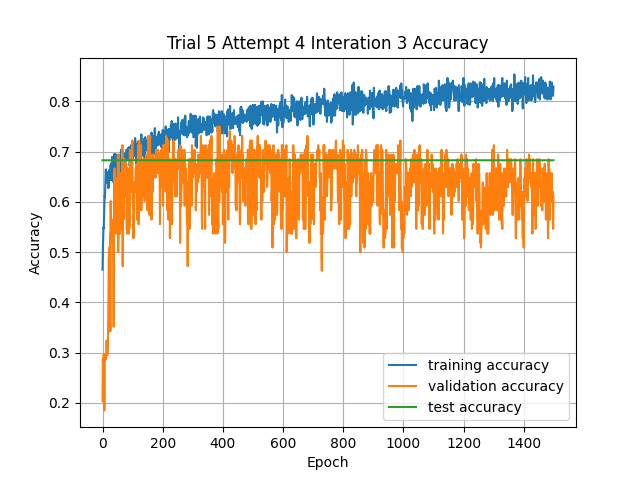 Trial 5 Attempt 4 Interation 3 Accuracy
Accuracy
0.8
0.7
0.6
0.5
0.4
0.3
0.2
training accuracy
validation accuracy
test accuracy
0 200 400 600 800 1000 1200 1400
Epoch